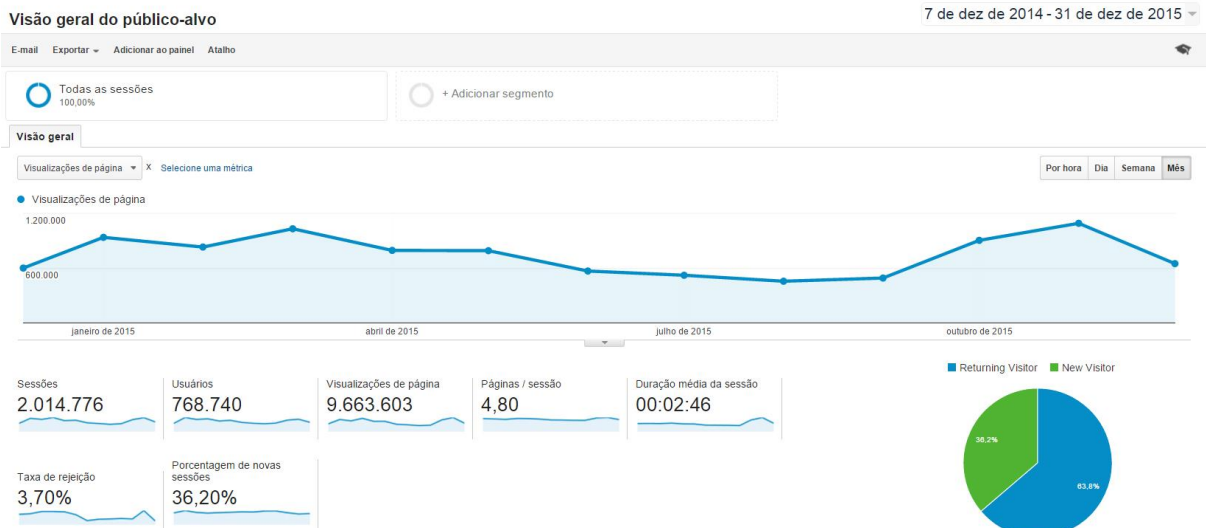 Visão geral do público-alvo
7 de dez de 2014 - 31 de dez de 2015
E-mail Exportar Adicionar ao painel Atalho
Todas as sessões
100,00%
+ Adicionar segmento
Visão geral
Visualizações de página X Selecione uma métrica
Por hora Dia Semana Mês
Visualizações de página
1.200.000
600.000
janeiro de 2015 abril de 2015 julho de 2015 outubro de 2015
Returning Visitor New Visitor
Sessões
2.014.776
Usuários
768.740
Visualizações de página
9.663.603
Páginas / sessão
4,80
Duração média da sessão
00:02:46
36,2%
63,8%
Taxa de rejeição
3,70%
Porcentagem de novas
sessões
36,20%